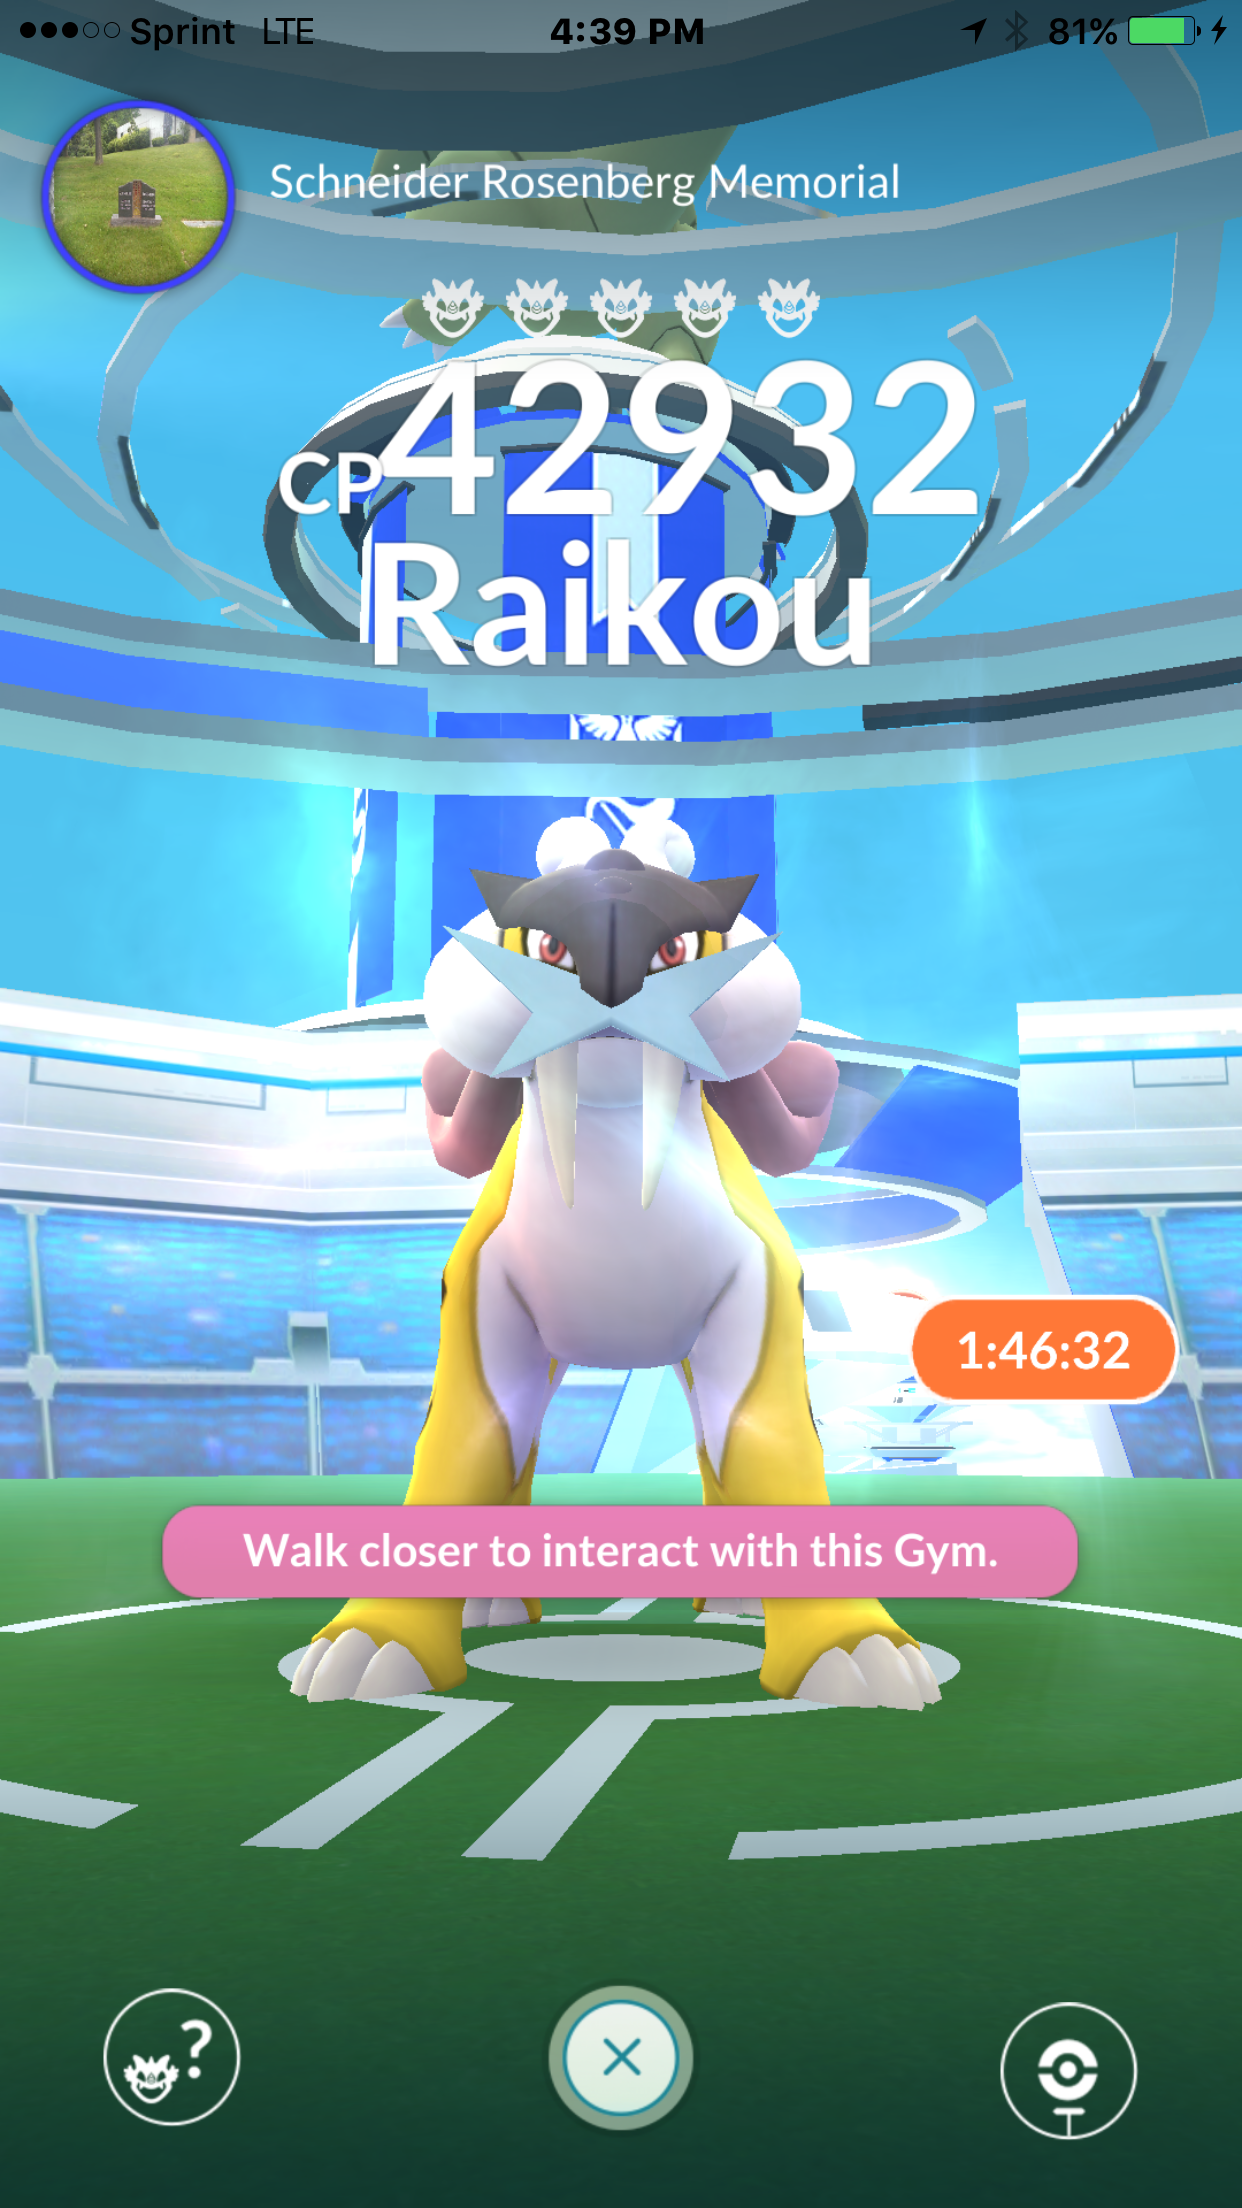 Sprint LTE 4:39 PM 81%
Schneider Rosenberg Memorial
CP42932
Raikou
1:46:32
Walk closer to interact with this Gym.
?